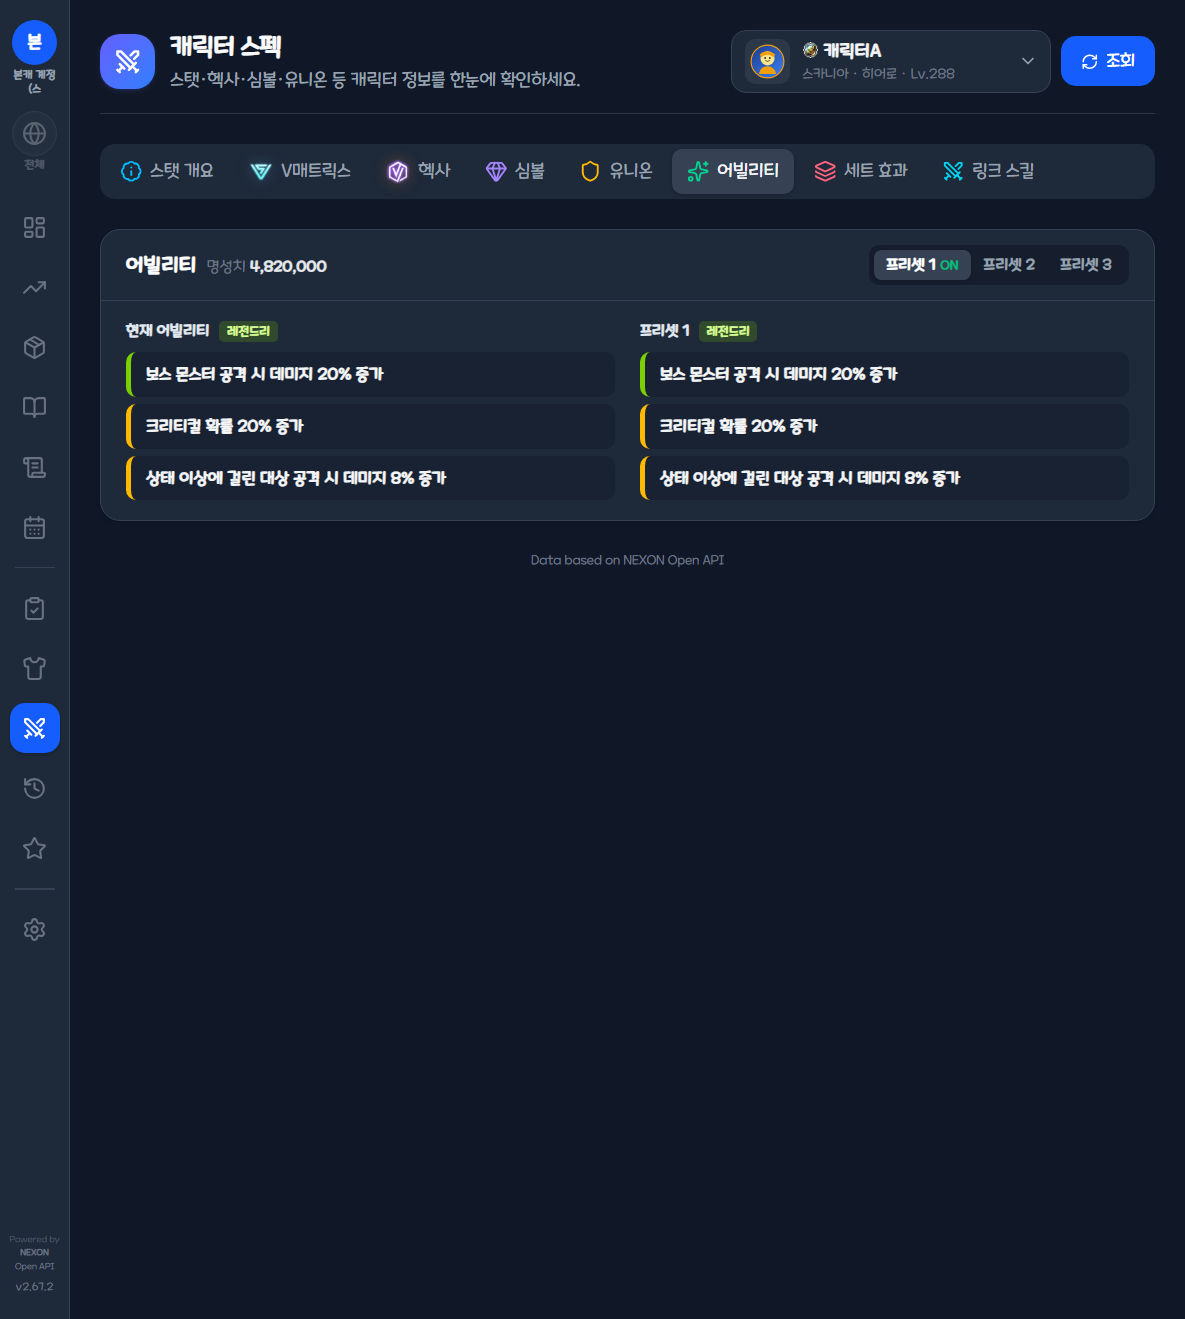 본
본캐 계정
(스
전체
캐릭터 스펙
스탯·헥사·심볼·유니온 등 캐릭터 정보를 한눈에 확인하세요.
캐릭터A
스카니아 · 히어로 · Lv.288
조회
스탯 개요
V매트릭스
헥사
심볼
유니온
어빌리티
세트 효과
링크 스킬
어빌리티 명성치 4,820,000
프리셋 1 ON
프리셋 2
프리셋 3
현재 어빌리티 레전드리
보스 몬스터 공격 시 데미지 20% 증가
크리티컬 확률 20% 증가
상태 이상에 걸린 대상 공격 시 데미지 8% 증가
프리셋 1 레전드리
보스 몬스터 공격 시 데미지 20% 증가
크리티컬 확률 20% 증가
상태 이상에 걸린 대상 공격 시 데미지 8% 증가
Data based on NEXON Open API
Powered by
NEXON
Open API
v2.67.2